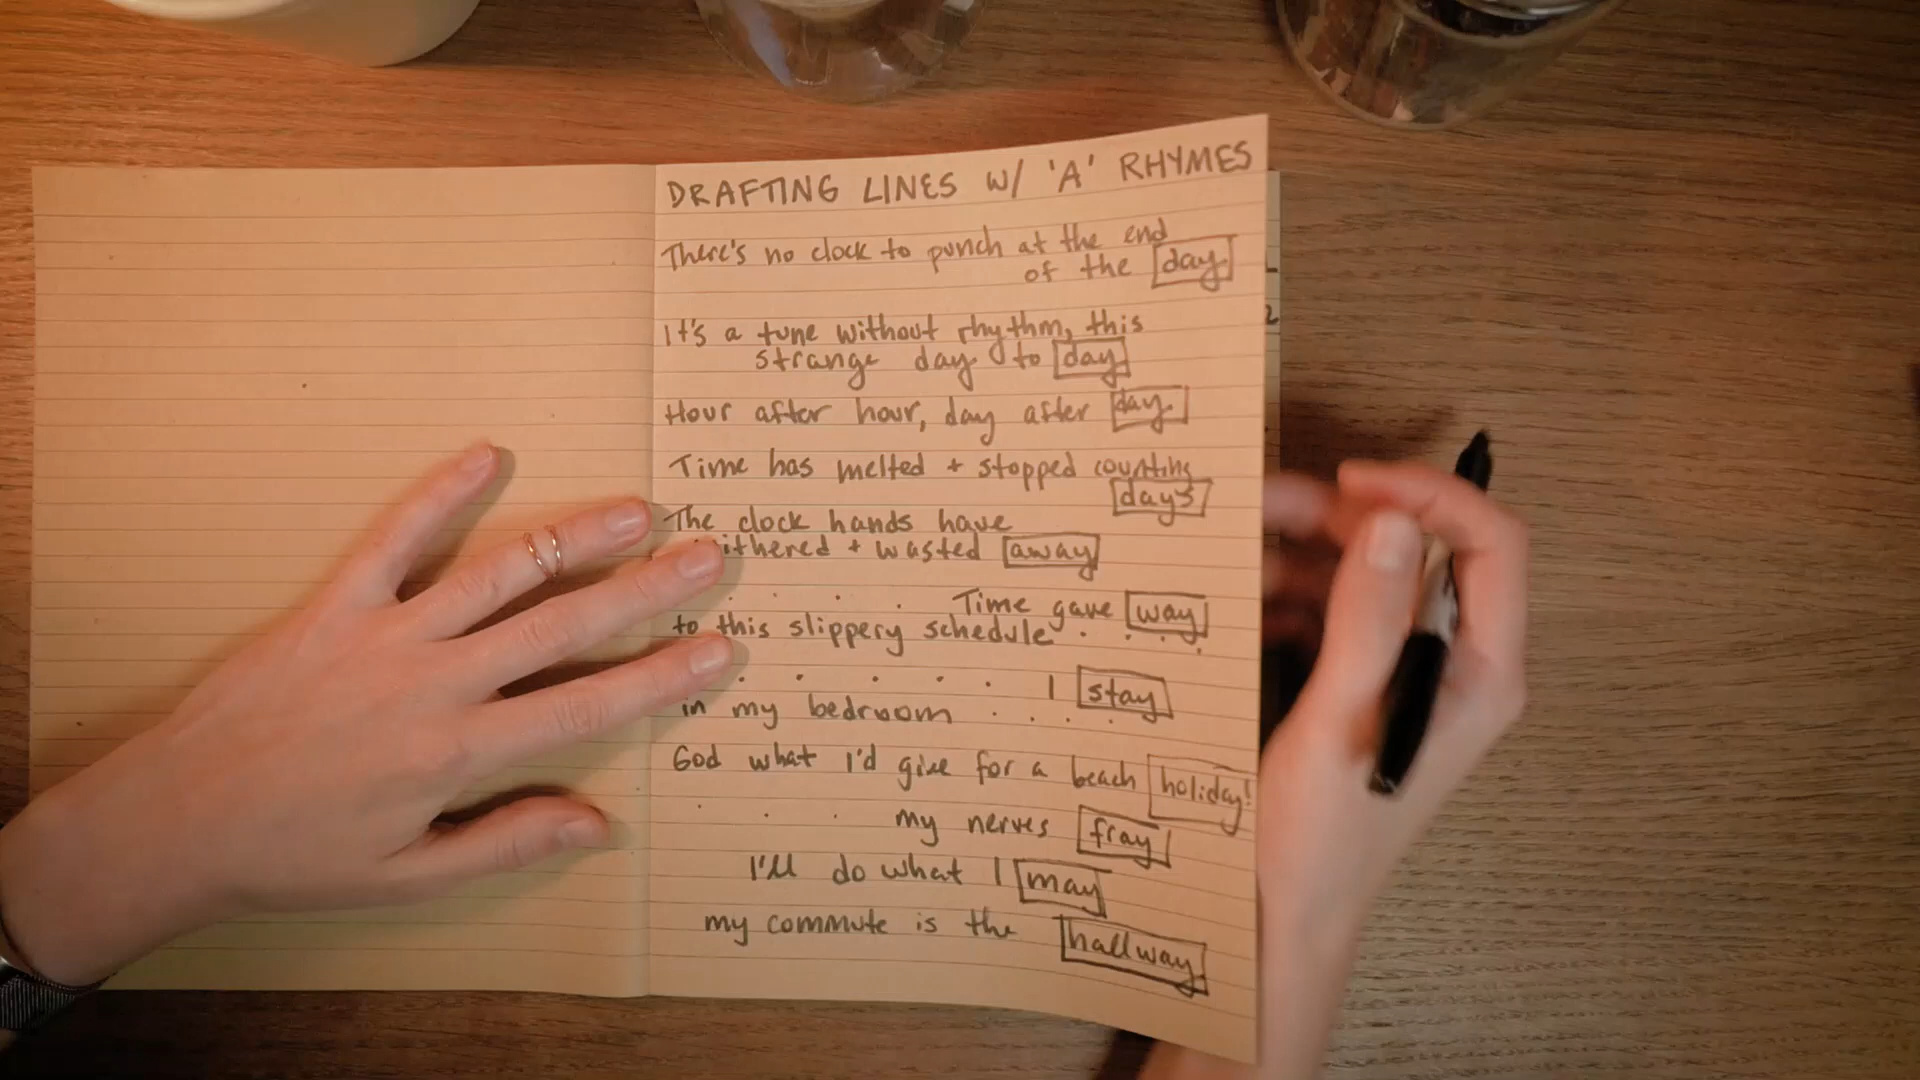 DRAFTING LINES W/ 'A' RHYMES
There's no clock to punch at the end
of the day.
It's a tune without rhythm, this
strange day to day
Hour after hour, day after day.
Time has melted + stopped counting
days
The clock hands have
withered + wasted away
Time gave way
to this slippery schedule . . . .
. . . . . I stay
in my bedroom . . . .
God what I'd give for a beach holiday!
. . . my nerves fray
I'll do what I may
my commute is the hallway
2